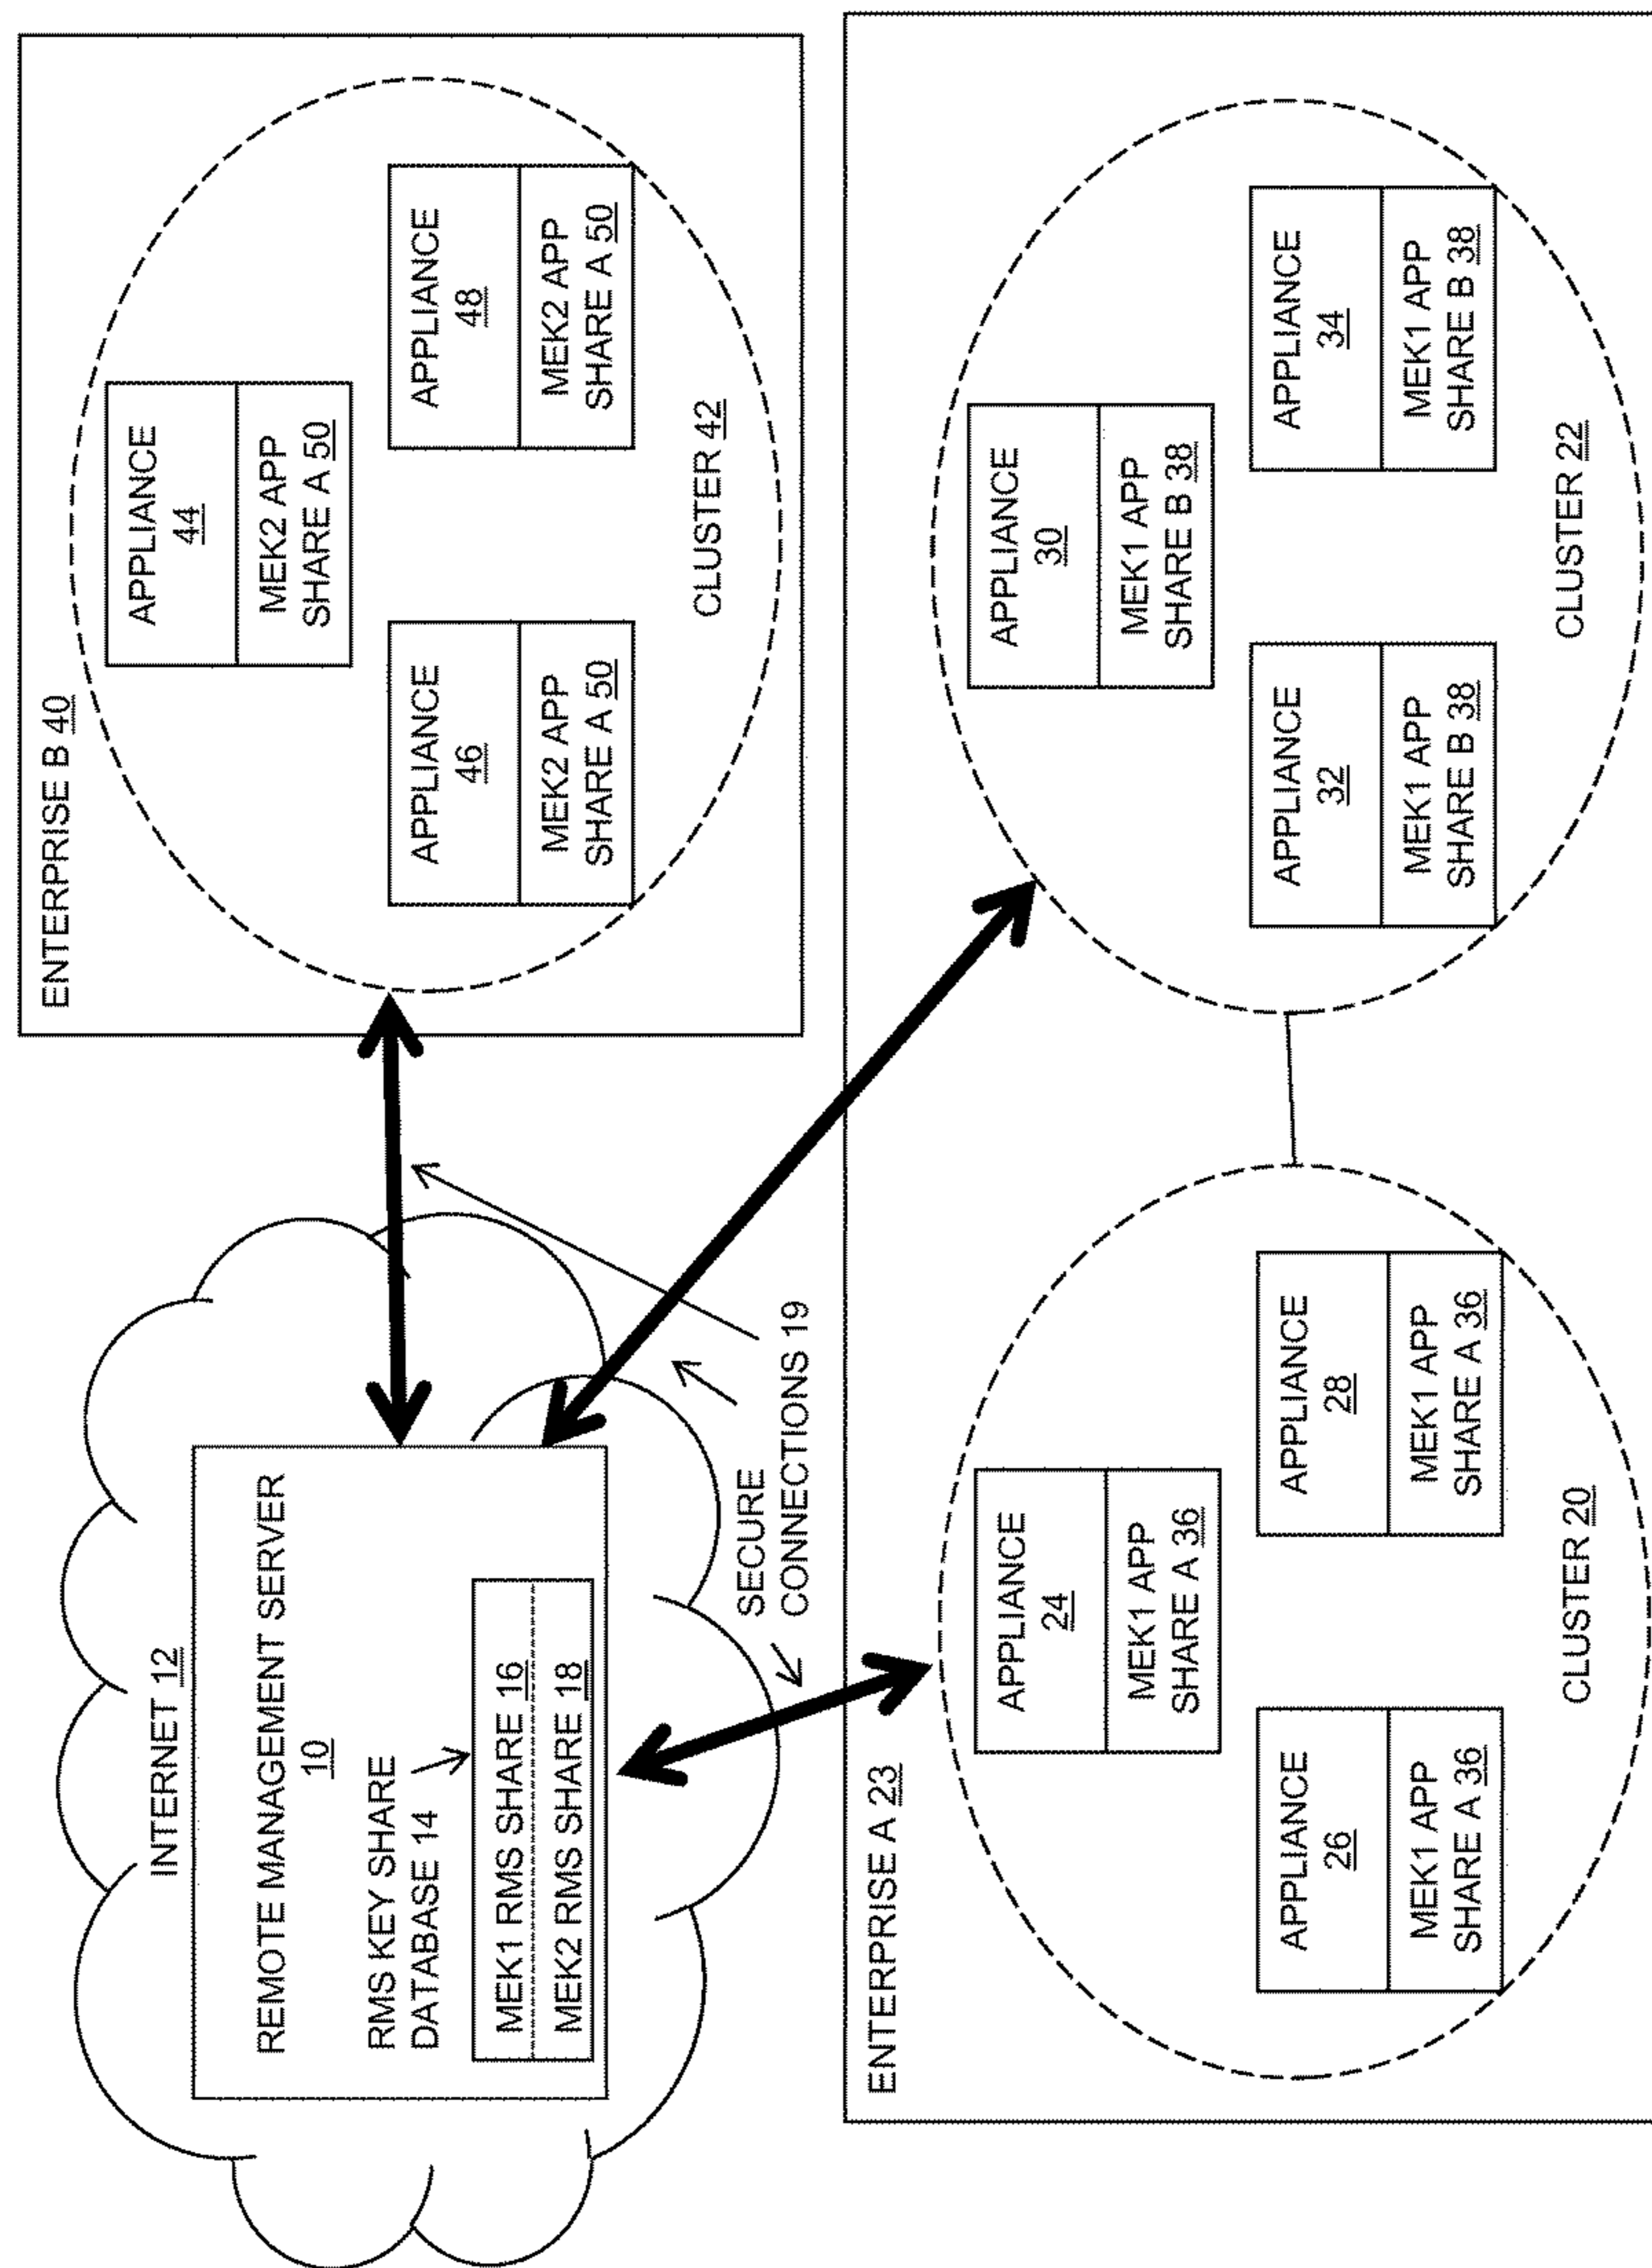 INTERNET 12
REMOTE MANAGEMENT SERVER
10
RMS KEY SHARE
DATABASE 14
MEK1 RMS SHARE 16
MEK2 RMS SHARE 18
SECURE
CONNECTIONS 19
ENTERPRISE B 40
APPLIANCE
44
MEK2 APP
SHARE A 50
APPLIANCE
46
MEK2 APP
SHARE A 50
APPLIANCE
48
MEK2 APP
SHARE A 50
CLUSTER 42
ENTERPRISE A 23
APPLIANCE
24
MEK1 APP
SHARE A 36
APPLIANCE
26
MEK1 APP
SHARE A 36
APPLIANCE
28
MEK1 APP
SHARE A 36
CLUSTER 20
APPLIANCE
30
MEK1 APP
SHARE B 38
APPLIANCE
32
MEK1 APP
SHARE B 38
APPLIANCE
34
MEK1 APP
SHARE B 38
CLUSTER 22